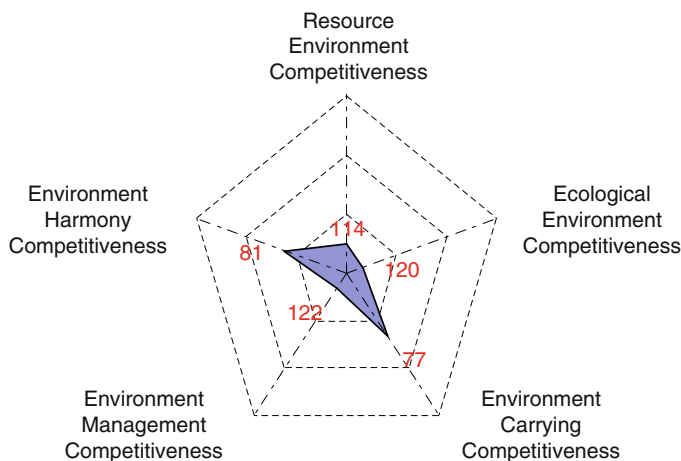 Resource
Environment
Competitiveness
Environment
Harmony
Competitiveness
Ecological
Environment
Competitiveness
114
81
120
122
77
Environment
Management
Competitiveness
Environment
Carrying
Competitiveness